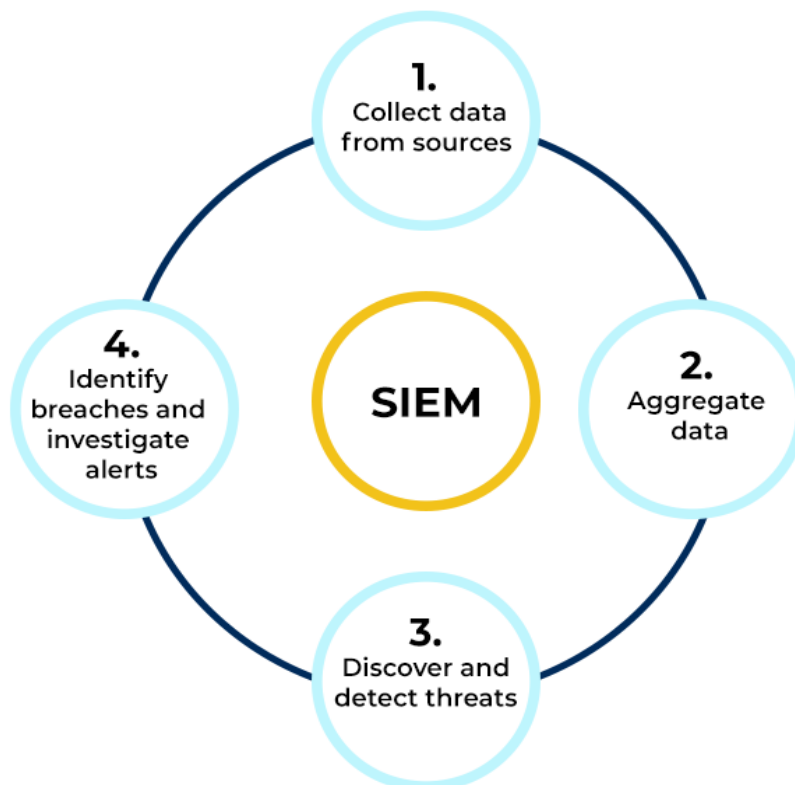 1.
Collect data
from sources
2.
Aggregate
data
3.
Discover and
detect threats
4.
Identify
breaches and
investigate
alerts
SIEM